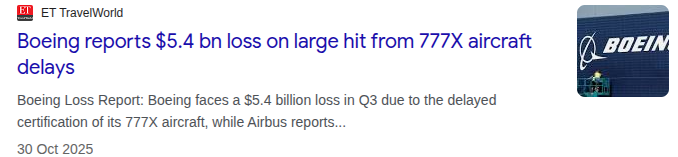 ET
ET TravelWorld
Boeing reports $5.4 bn loss on large hit from 777X aircraft
delays
Boeing Loss Report: Boeing faces a $5.4 billion loss in Q3 due to the delayed
certification of its 777X aircraft, while Airbus reports...
30 Oct 2025
BOEIN